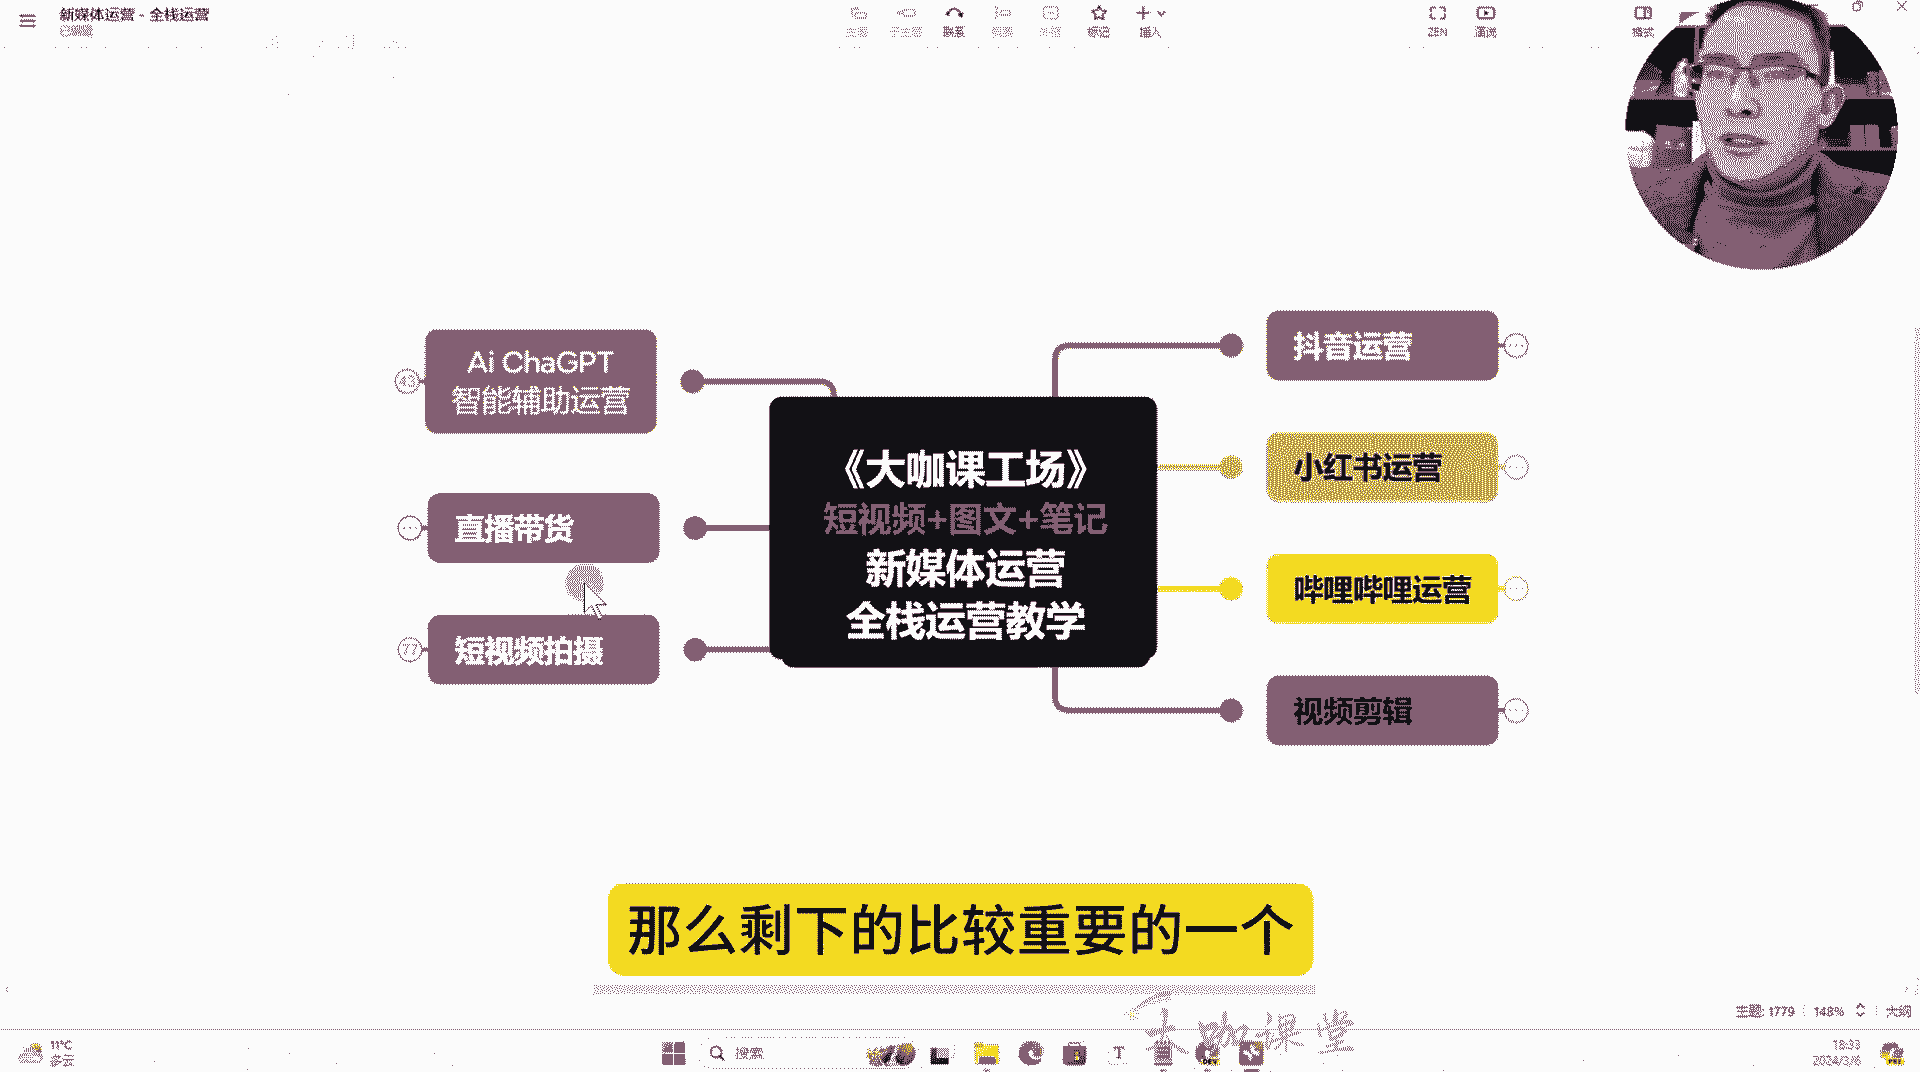 新媒体运营 - 全栈运营
联系
标记
插入
ZEN
演说
格式
Ai ChaGPT
智能辅助运营
43
直播带货
短视频拍摄
77
《大咖课工场》
短视频+图文+笔记
新媒体运营
全栈运营教学
抖音运营
小红书运营
哔哩哔哩运营
视频剪辑
那么剩下的比较重要的一个
大咖课堂
主题: 1779
148%
大纲
11°C
多云
搜索
18:33
2024/3/6